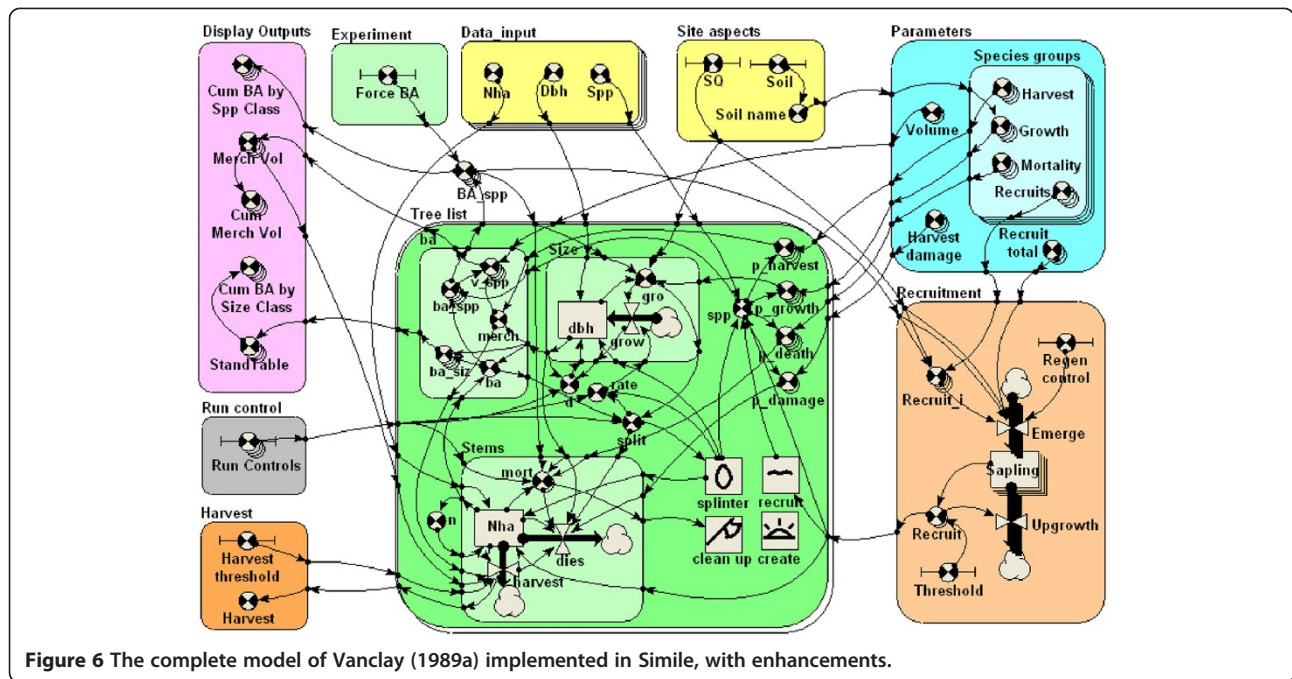 Display Outputs
Cum BA by
Spp Class
Merch Vol
Cum
Merch Vol
Cum BA by
Size Class
StandTable
Experiment
Force BA
Data_input
Nha
Dbh
Spp
Site aspects
SQ
Soil
Soil name
Parameters
Species groups
Harvest
Growth
Mortality
Recruits
Volume
Harvest
damage
Recruit
total
BA_spp
Tree list
ba
v_spp
ba_spp
merch
ba_siz
ba
Size
gro
dbh
grow
d
rate
split
spp
p_harvest
p_growth
p_death
p_damage
Stems
mort
n
Nha
dies
harvest
splinter
recruit
clean up
create
Run control
Run Controls
Harvest
Harvest
threshold
Harvest
Recruitment
Regen
control
Recruit_i
Emerge
Sapling
Recruit
Upgrowth
Threshold
Figure 6 The complete model of Vanclay (1989a) implemented in Simile, with enhancements.